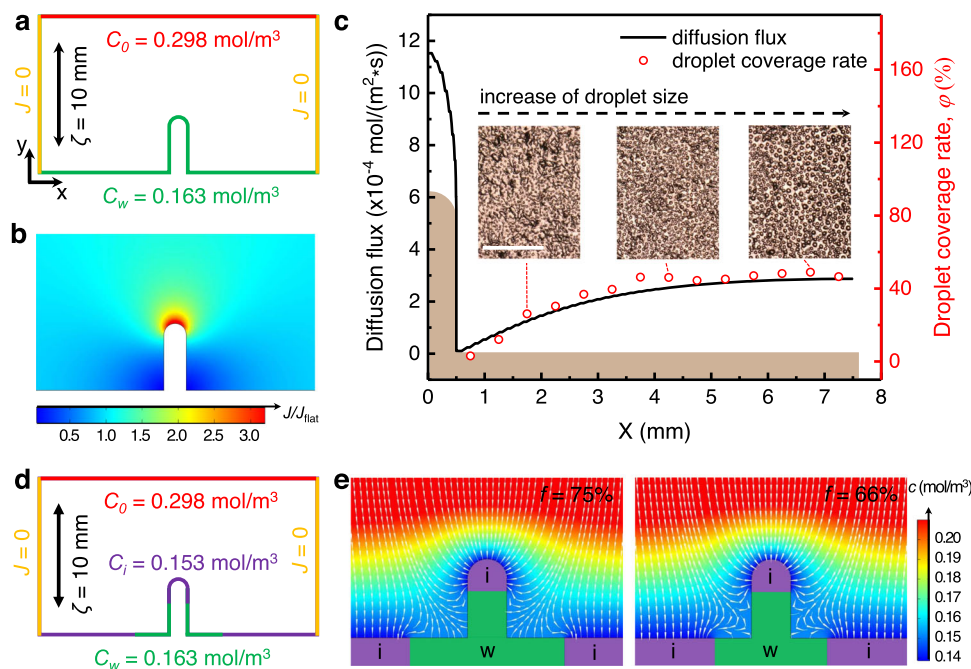 a
C₀ = 0.298 mol/m³
J = 0
ζ = 10 mm
J = 0
y
x
C_w = 0.163 mol/m³
b
J/J_flat
0.5 1.0 1.5 2.0 2.5 3.0
c
diffusion flux
droplet coverage rate
increase of droplet size
Diffusion flux (x10⁻⁴ mol/(m²*s))
12
10
8
6
4
2
0
Droplet coverage rate, φ (%)
160
120
80
40
0
0 1 2 3 4 5 6 7 8
X (mm)
d
C₀ = 0.298 mol/m³
J = 0
ζ = 10 mm
J = 0
C_i = 0.153 mol/m³
C_w = 0.163 mol/m³
e
f = 75%
i
i w i
f = 66%
i
i w i
c (mol/m³)
0.20
0.19
0.18
0.17
0.16
0.15
0.14